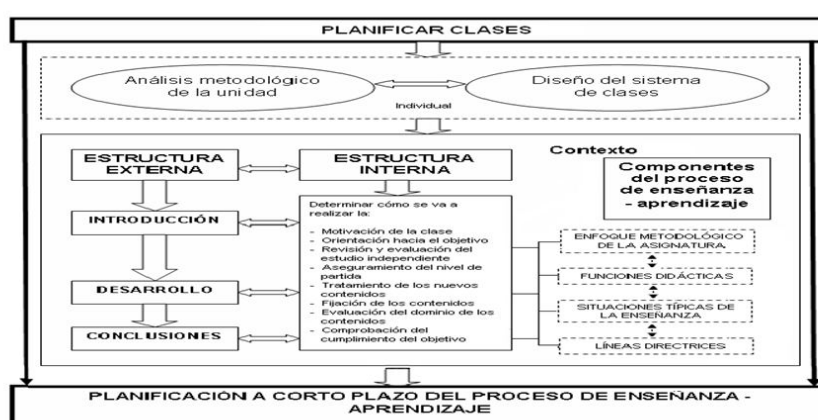 PLANIFICAR CLASES
Análisis metodológico
de la unidad
Diseño del sistema
de clases
Individual
Contexto
ESTRUCTURA
EXTERNA
ESTRUCTURA
INTERNA
Componentes
del proceso
de enseñanza
- aprendizaje
INTRODUCCIÓN
DESARROLLO
CONCLUSIONES
Determinar cómo se va a
realizar la:
- Motivación de la clase
- Orientación hacia el objetivo
- Revisión y evaluación del
estudio independiente
- Aseguramiento del nivel de
partida
- Tratamiento de los nuevos
contenidos
- Fijación de los contenidos
- Evaluación del dominio de los
contenidos
- Comprobación del
cumplimiento del objetivo
ENFOQUE METODOLÓGICO
DE LA ASIGNATURA
FUNCIONES DIDÁCTICAS
SITUACIONES TÍPICAS DE
LA ENSEÑANZA
LÍNEAS DIRECTRICES
PLANIFICACIÓN A CORTO PLAZO DEL PROCESO DE ENSEÑANZA -
APRENDIZAJE